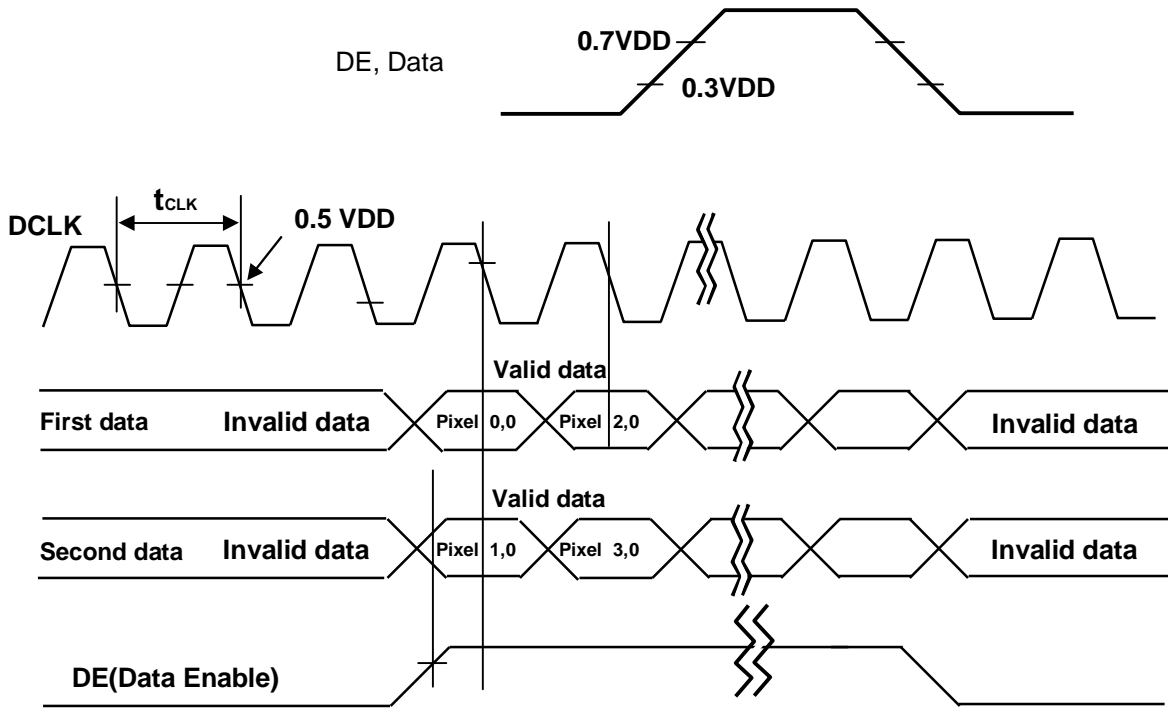 0.7VDD
DE, Data
0.3VDD
tCLK
0.5 VDD
DCLK
Valid data
First data Invalid data Pixel 0,0 Pixel 2,0 Invalid data
Valid data
Second data Invalid data Pixel 1,0 Pixel 3,0 Invalid data
DE(Data Enable)